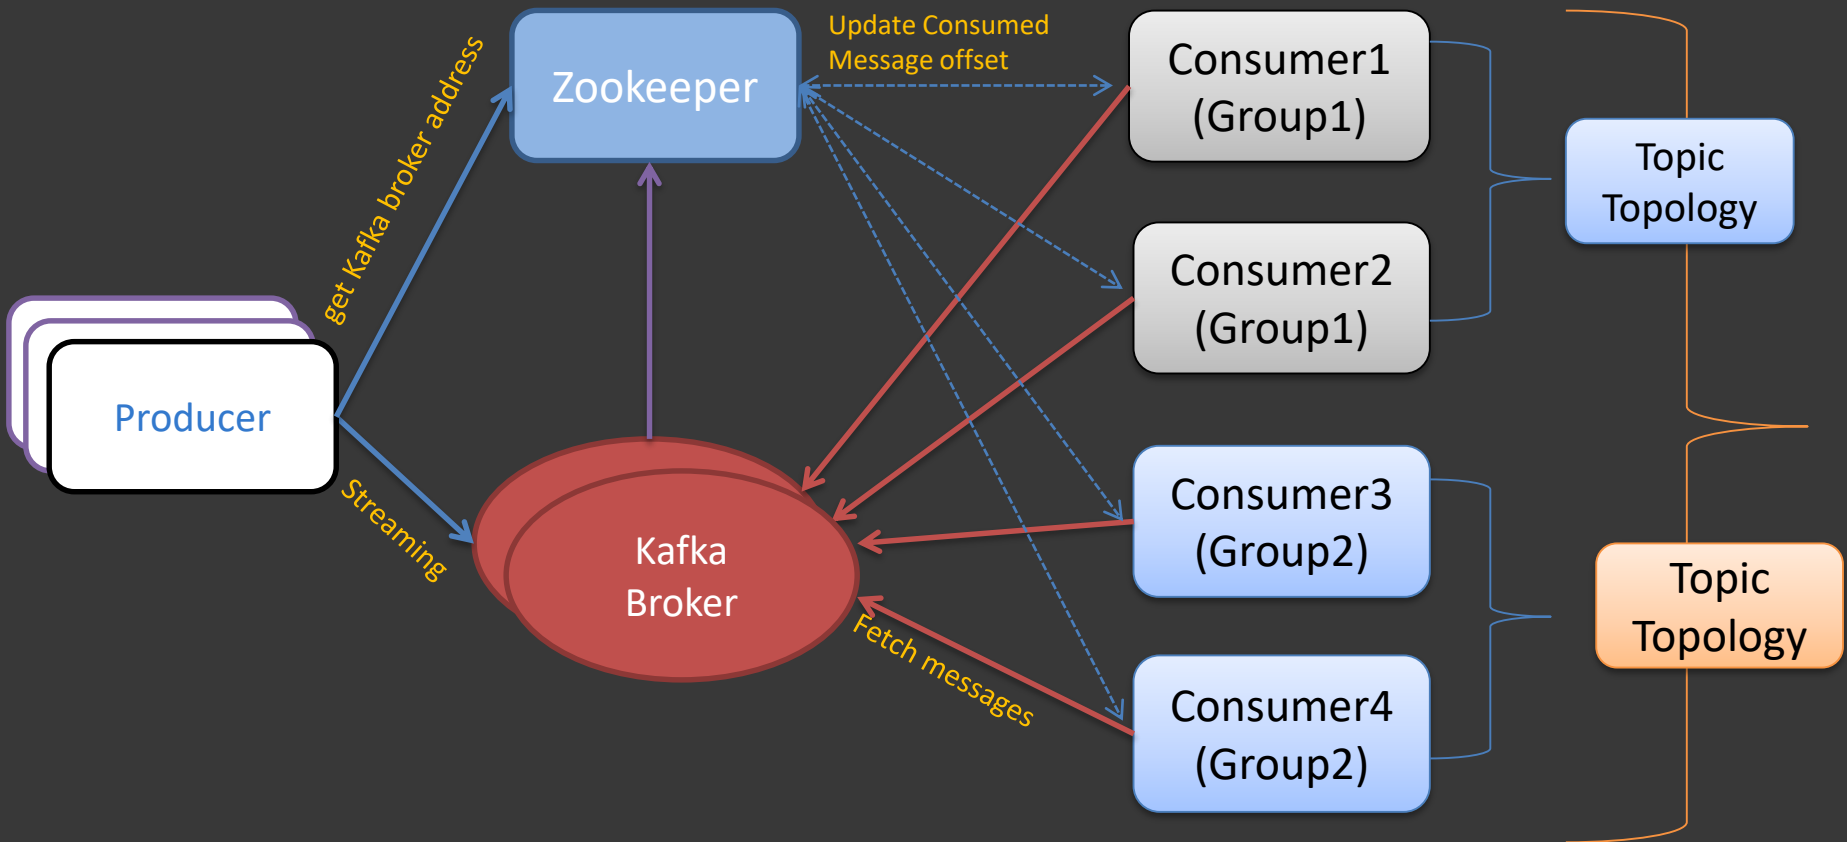 Update Consumed
Message offset
Zookeeper
get Kafka broker address
Producer
Streaming
Kafka
Broker
Fetch messages
Consumer1
(Group1)
Consumer2
(Group1)
Consumer3
(Group2)
Consumer4
(Group2)
Topic
Topology
Topic
Topology